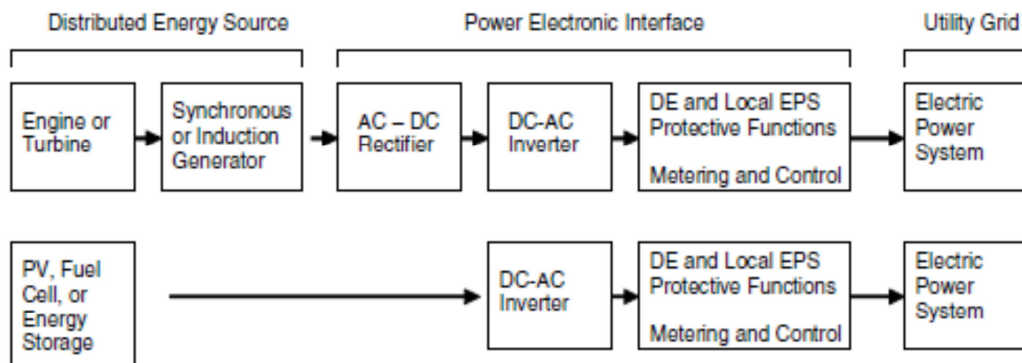 Distributed Energy Source
Power Electronic Interface
Utility Grid
Engine or
Turbine
Synchronous
or Induction
Generator
AC – DC
Rectifier
DC-AC
Inverter
DE and Local EPS
Protective Functions
Metering and Control
Electric
Power
System
PV, Fuel
Cell, or
Energy
Storage
DC-AC
Inverter
DE and Local EPS
Protective Functions
Metering and Control
Electric
Power
System